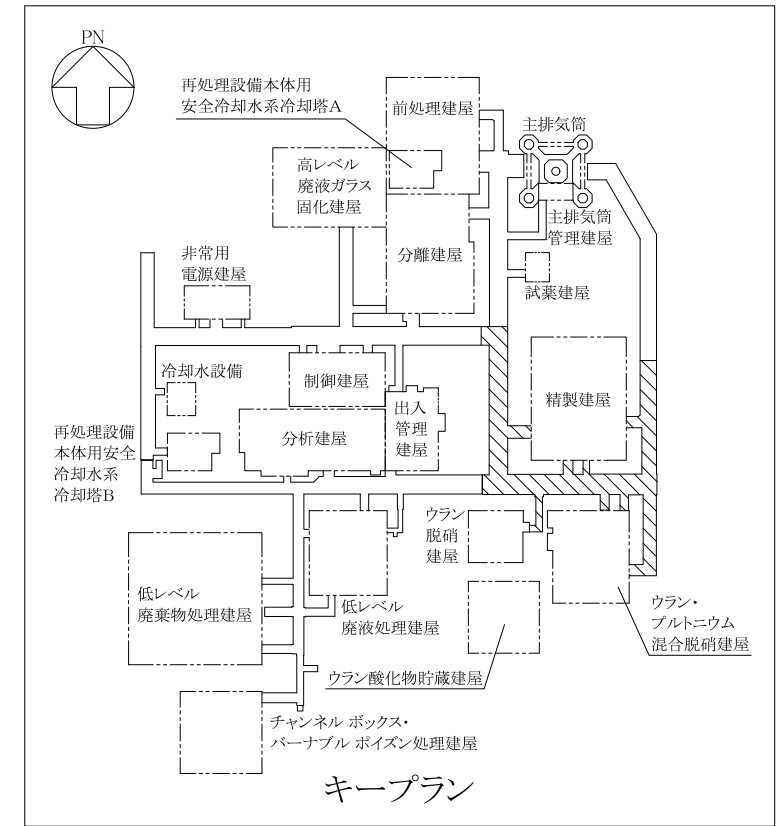 PN
再処理設備本体用
安全冷却水系冷却塔A
前処理建屋
主排気筒
高レベル
廃液ガラス
固化建屋
主排気筒
管理建屋
分離建屋
非常用
電源建屋
試薬建屋
冷却水設備
制御建屋
精製建屋
出入
管理
建屋
分析建屋
再処理設備
本体用安全
冷却水系
冷却塔B
ウラン
脱硝
建屋
低レベル
廃棄物処理建屋
低レベル
廃液処理建屋
ウラン・
プルトニウム
混合脱硝建屋
ウラン酸化物貯蔵建屋
チャンネル ボックス・
バーナブル ポイズン処理建屋
キープラン